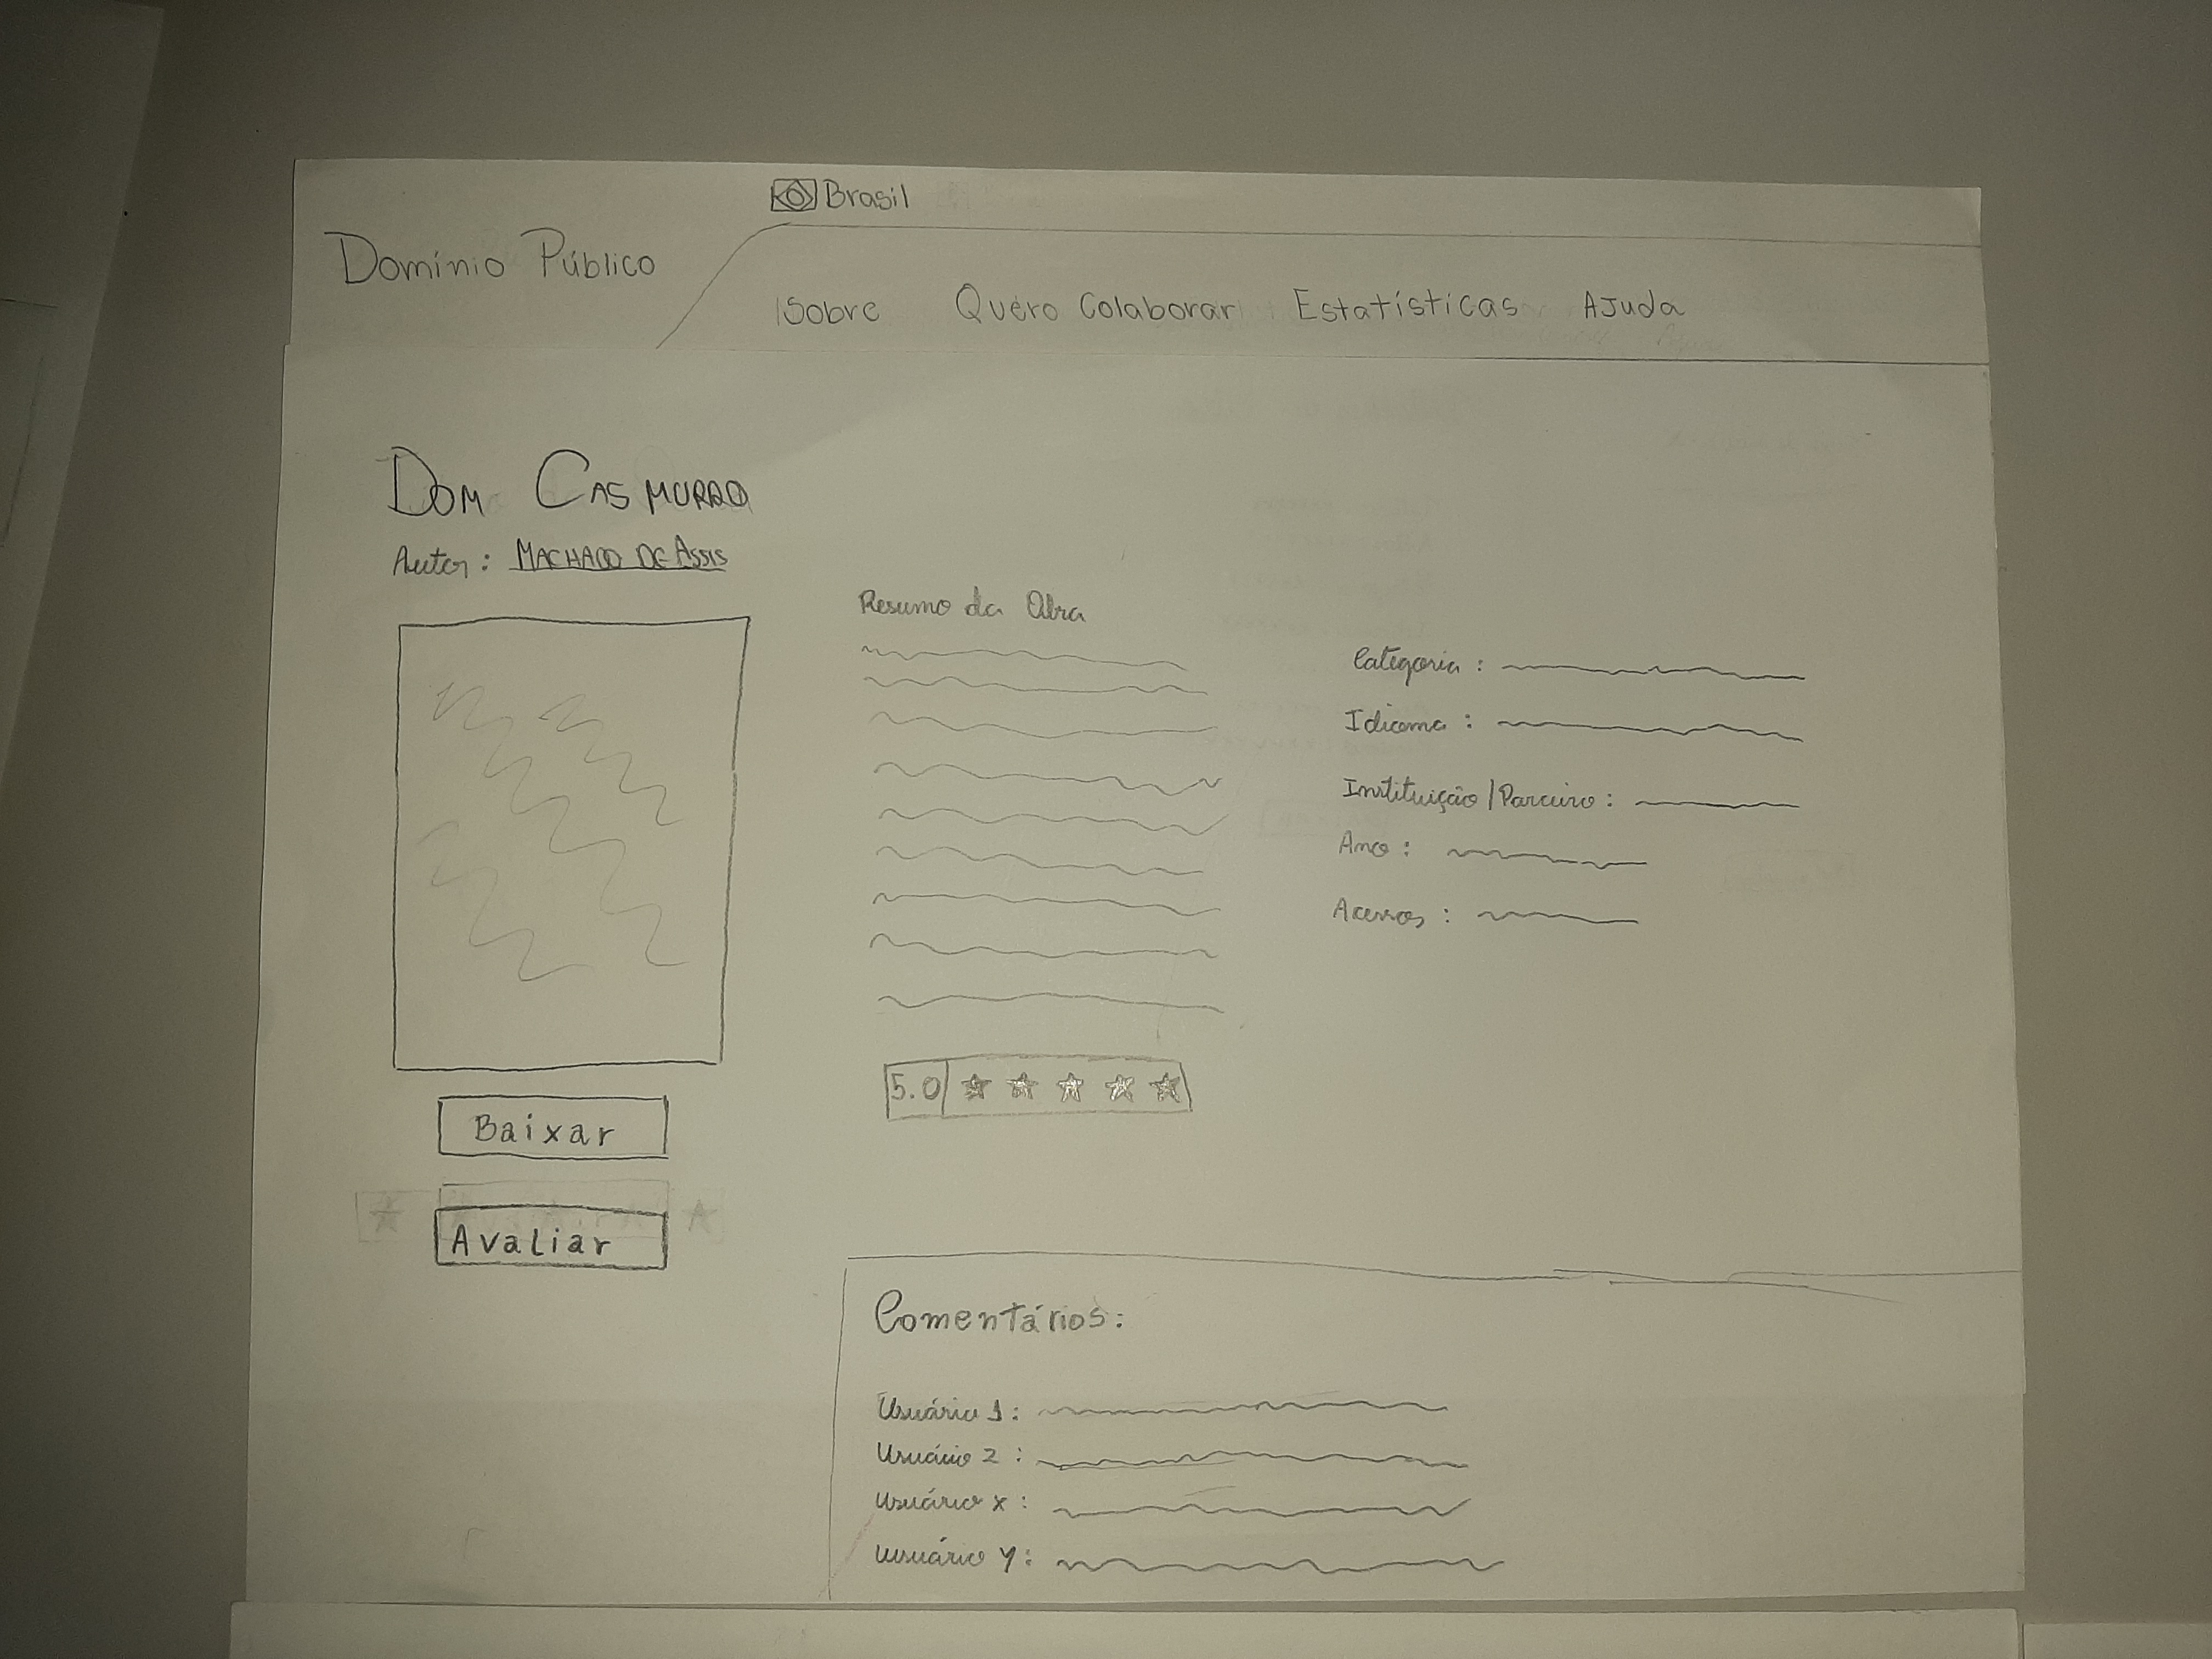 Brasil
Domínio Público
Sobre Quero Colaborar Estatísticas Ajuda
DOM CASMURRO
Autor: MACHADO DE ASSIS
Resumo da Obra
Categoria:
Idioma:
Instituição/Parceiro:
Ano:
Acessos:
5.0
Baixar
Avaliar
Comentários:
Usuário 1:
Usuário 2:
Usuário X:
Usuário Y: